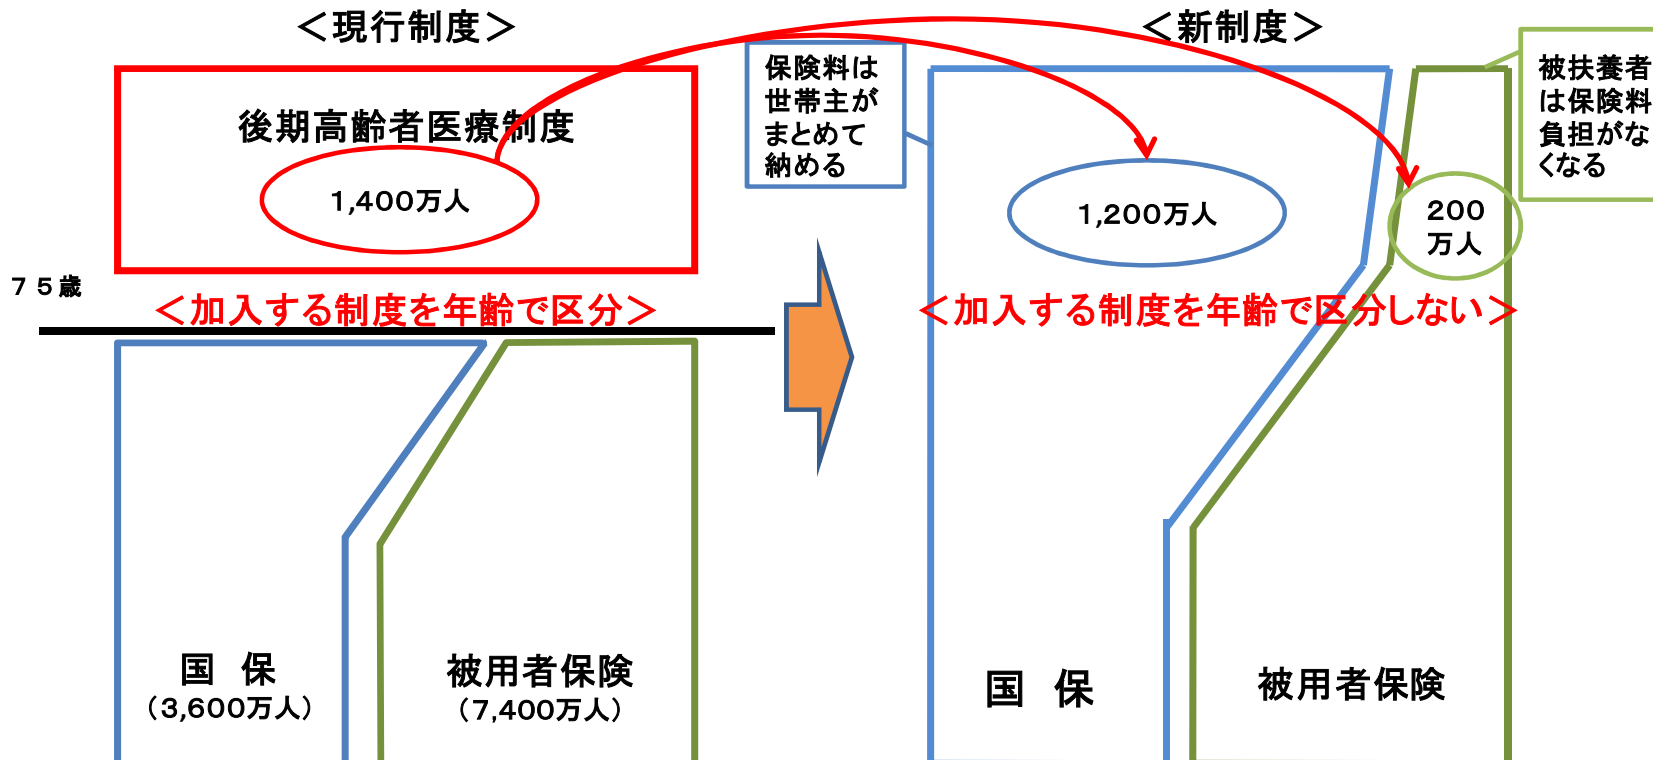 ＜現行制度＞
後期高齢者医療制度
1,400万人
７５歳
＜加入する制度を年齢で区分＞
国　保
（3,600万人）
被用者保険
（7,400万人）
＜新制度＞
保険料は
世帯主が
まとめて
納める
1,200万人
被扶養者
は保険料
負担がな
くなる
200
万人
＜加入する制度を年齢で区分しない＞
国　保
被用者保険